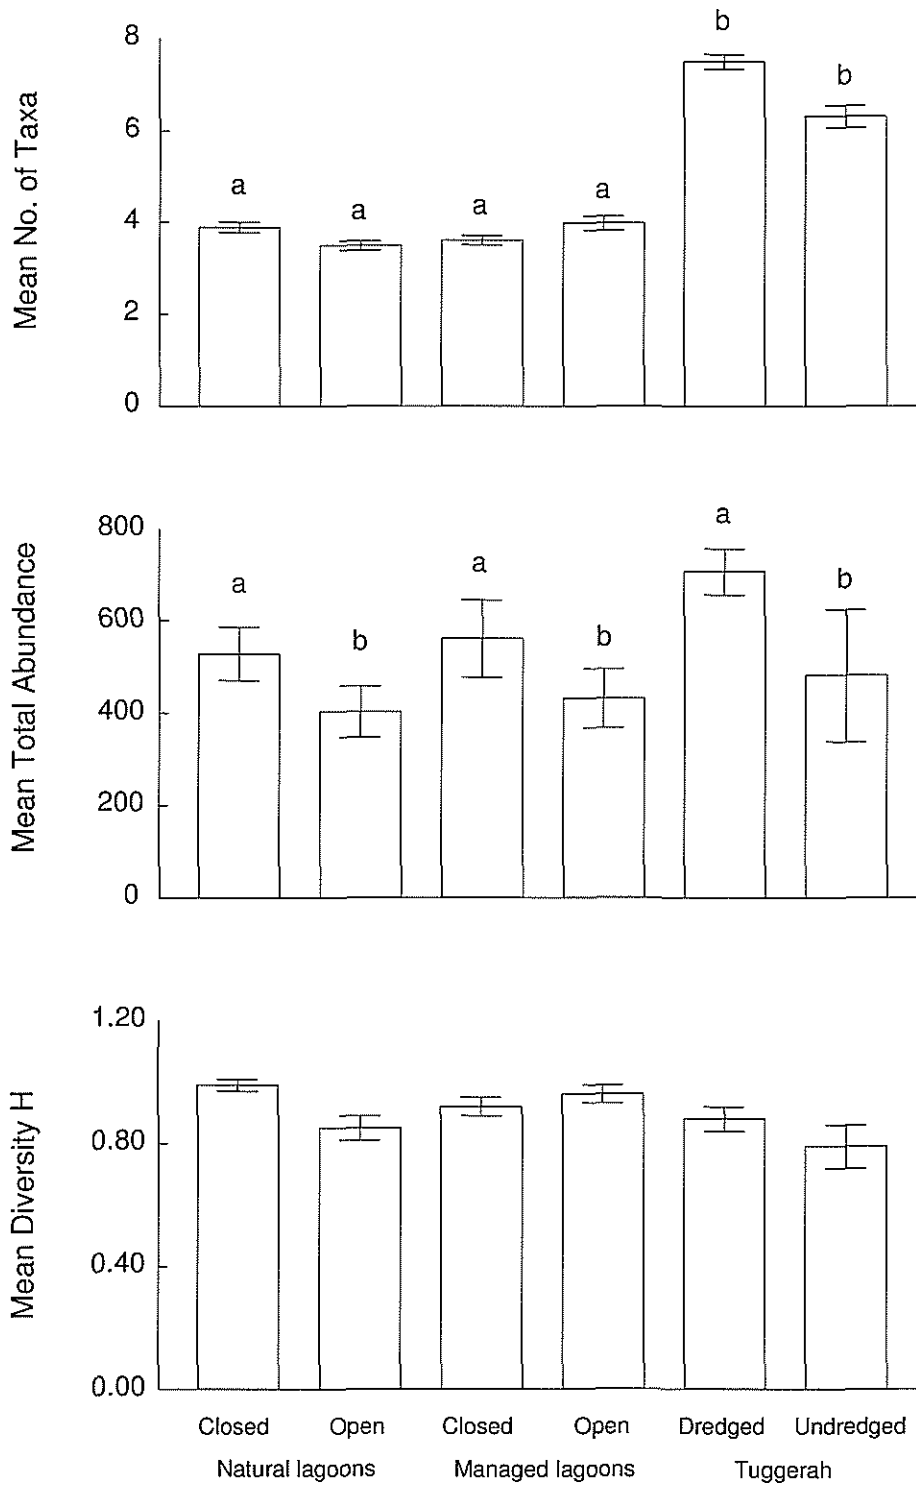 Mean No. of Taxa
8
6
4
2
0
a
a
a
a
b
b
Mean Total Abundance
800
600
400
200
0
a
b
a
b
a
b
Mean Diversity H
1.20
0.80
0.40
0.00
Closed Open Closed Open Dredged Undredged
Natural lagoons Managed lagoons Tuggerah